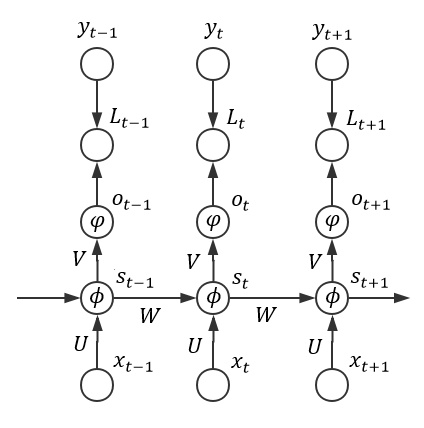 y_{t−1} y_t y_{t+1}
L_{t−1} L_t L_{t+1}
o_{t−1} o_t o_{t+1}
φ φ φ
V V V
s_{t−1} s_t s_{t+1}
ϕ ϕ ϕ
W W
U U U
x_{t−1} x_t x_{t+1}